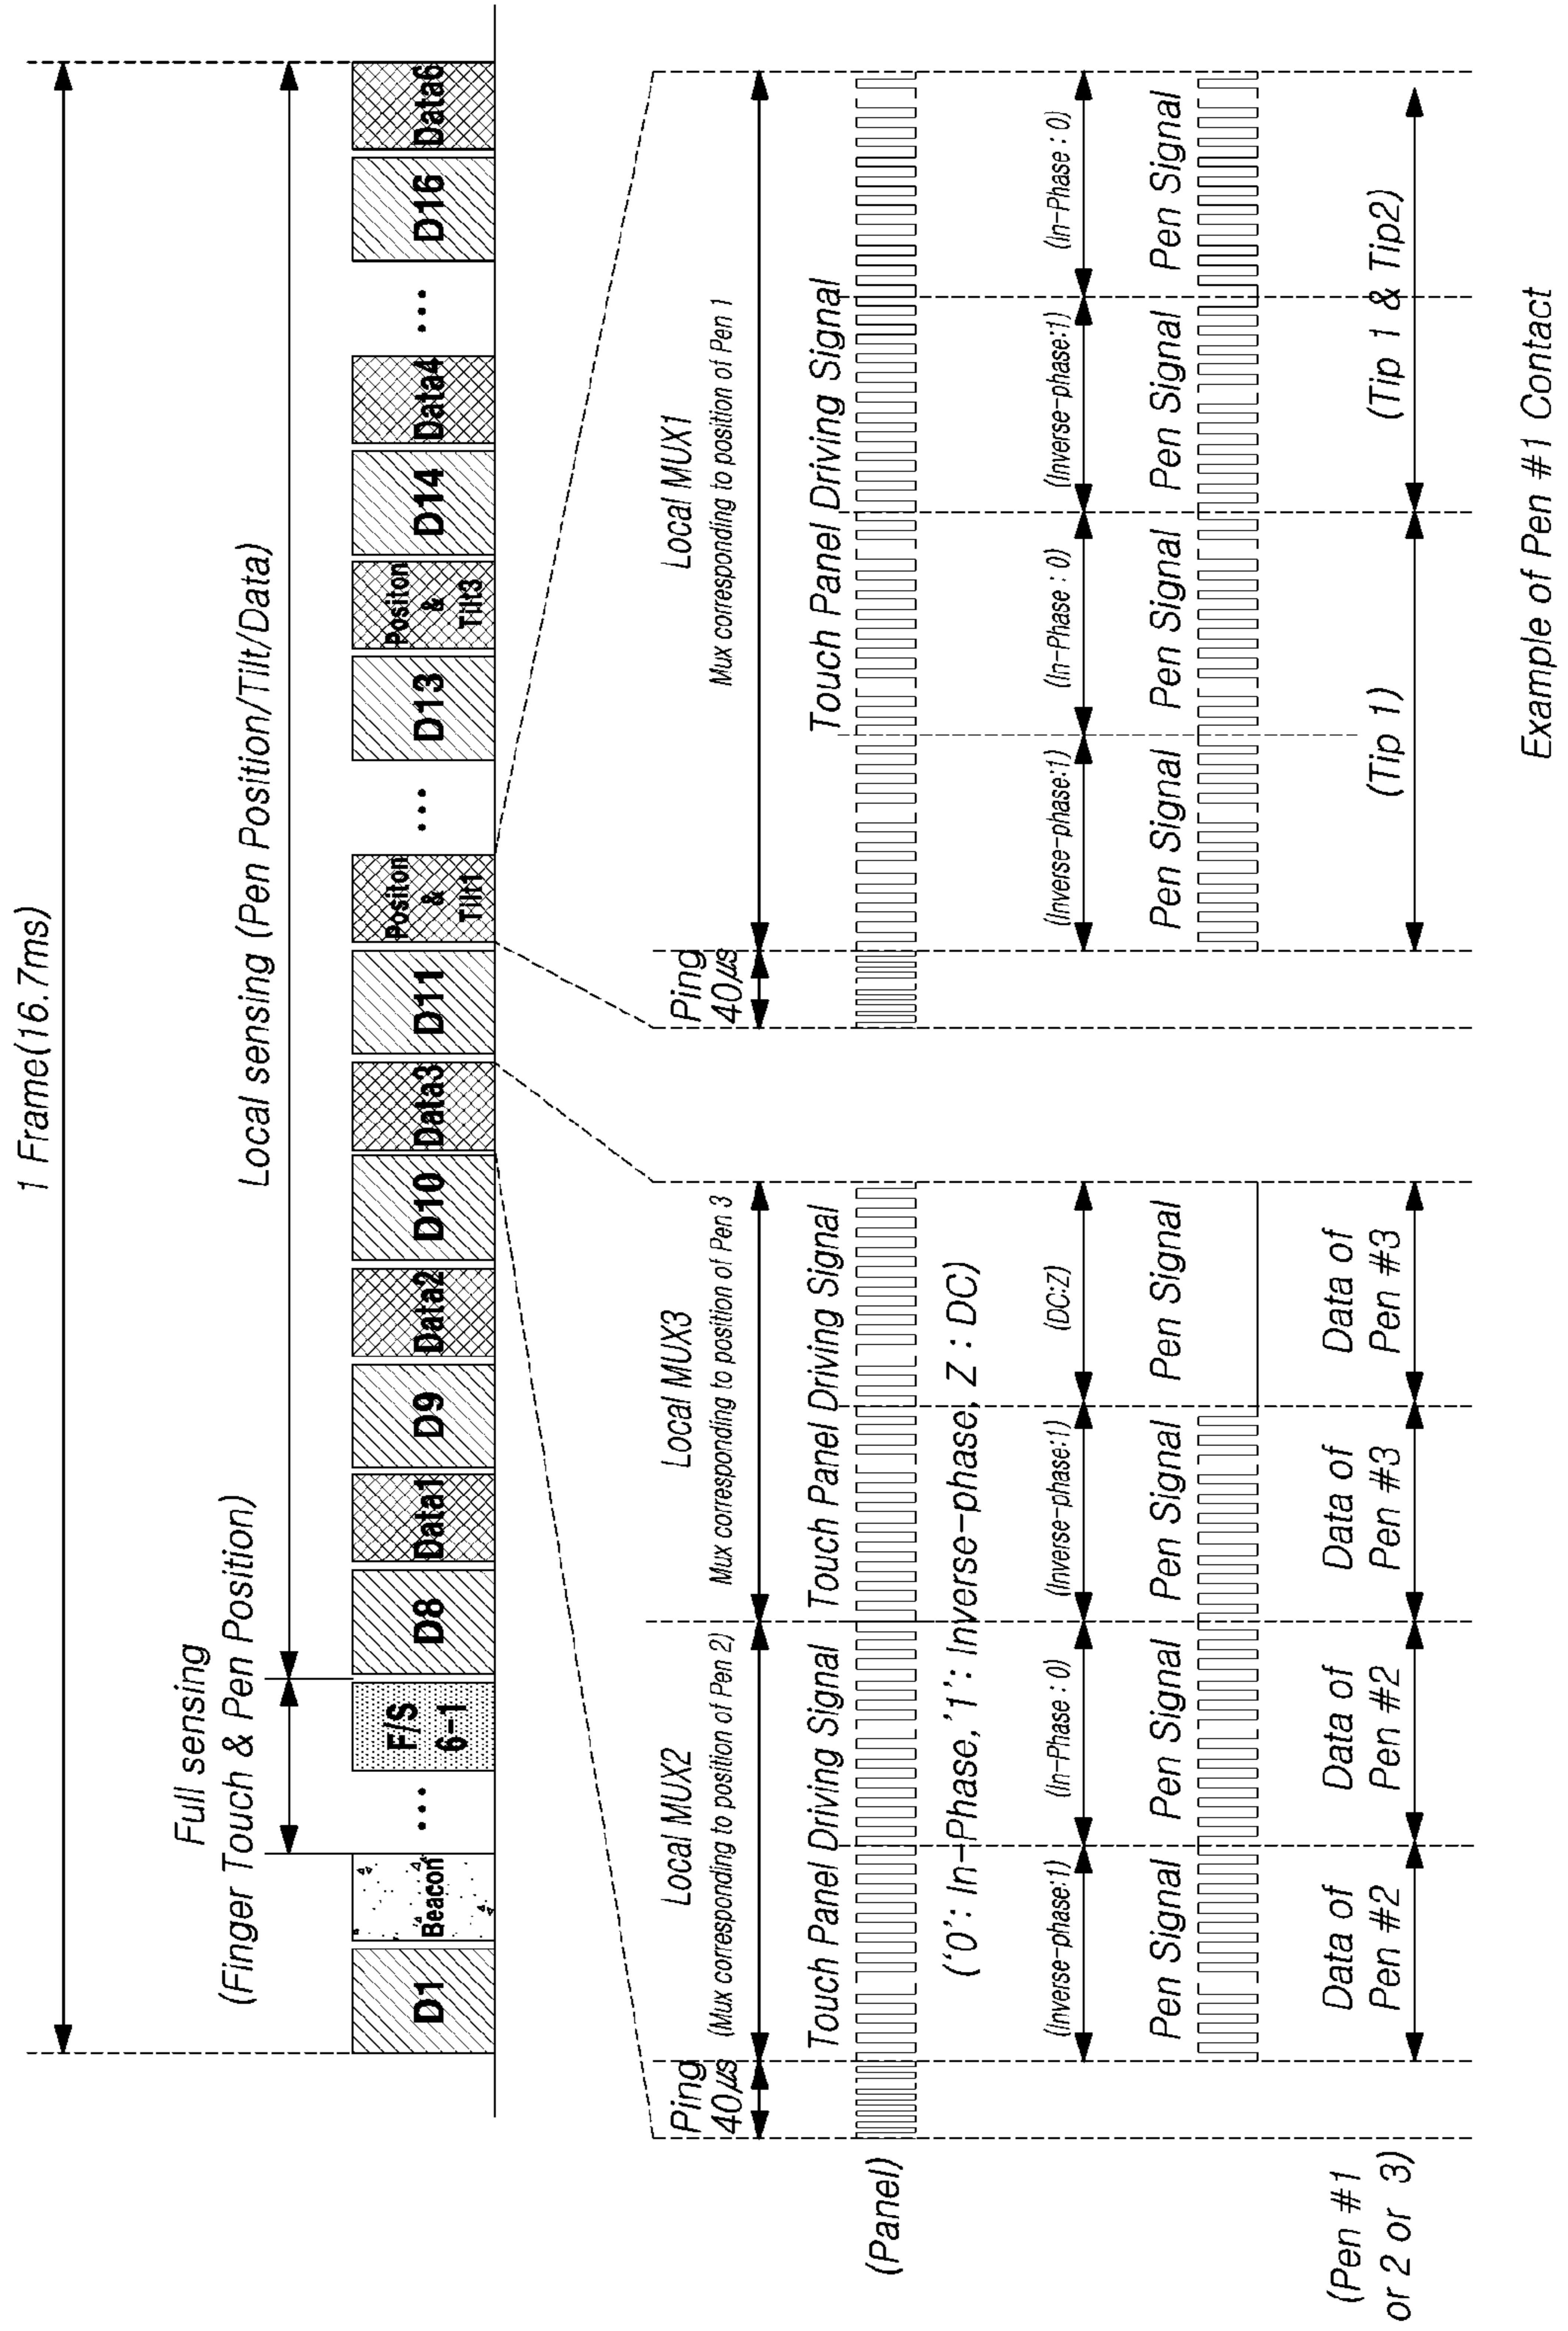 1 Frame(16.7ms)
Full sensing
(Finger Touch & Pen Position)
Local sensing (Pen Position/Tilt/Data)
D1
Beacon
...
F/S
6-1
D8
Data1
D9
Data2
D10
Data3
D11
Positon
&
Tilt1
...
D13
Positon
&
Tilt3
D14
Data4
...
D16
Data6
Ping
40μs
Local MUX2
(Mux corresponding to position of Pen 2)
Local MUX3
Mux corresponding to position of Pen 3
Ping
40μs
Local MUX1
Mux corresponding to position of Pen 1
(Panel)
Touch Panel Driving Signal
Touch Panel Driving Signal
Touch Panel Driving Signal
('0': In-Phase,'1': Inverse-phase, Z : DC)
(Inverse-phase:1)
(In-Phase : 0)
(Inverse-phase:1)
(DC:Z)
(Inverse-phase:1)
(In-Phase : 0)
(Inverse-phase:1)
(In-Phase : 0)
Pen Signal
Pen Signal
Pen Signal
Pen Signal
Pen Signal
Pen Signal
Pen Signal
Pen Signal
(Pen #1
or 2 or 3)
Data of
Pen #2
Data of
Pen #2
Data of
Pen #3
Data of
Pen #3
(Tip 1)
(Tip 1 & Tip2)
Example of Pen #1 Contact